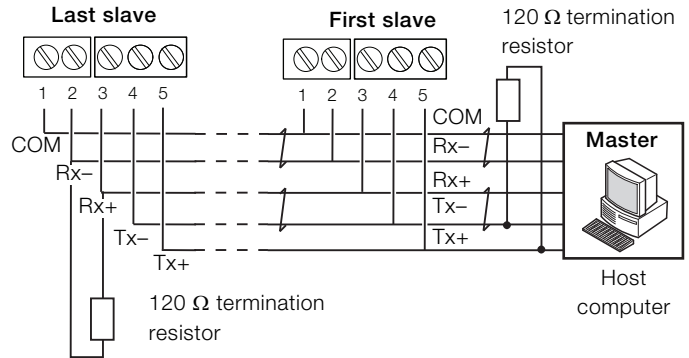 Last slave
First slave
120 Ω termination
resistor
1 2 3 4 5
1 2 3 4 5
COM
COM
Rx–
Rx–
Rx+
Rx+
Tx–
Tx–
Tx+
Tx+
Master
Host
computer
120 Ω termination
resistor